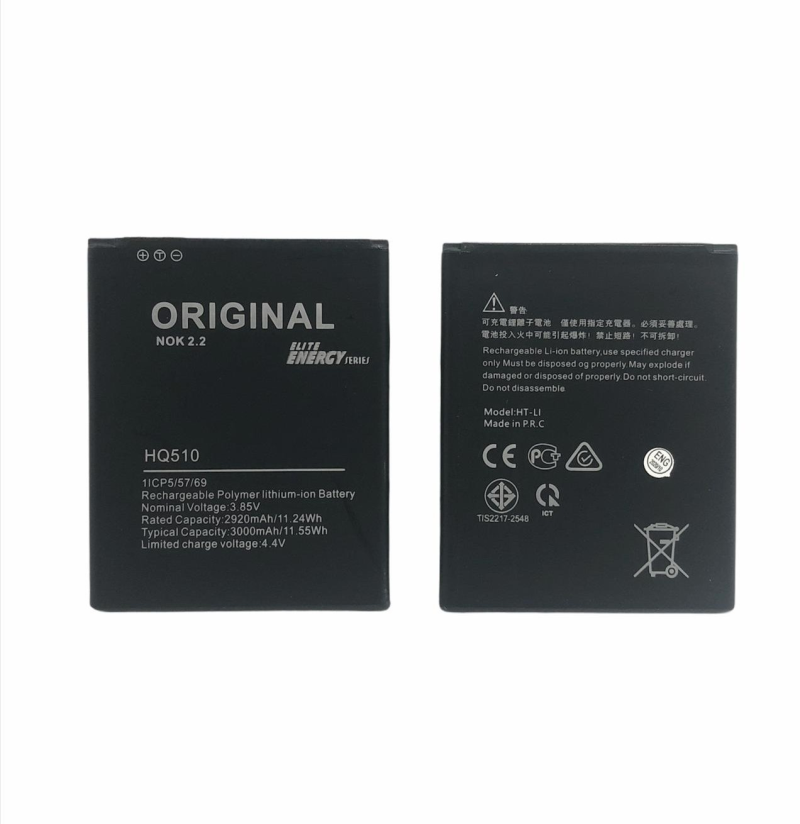 ORIGINAL
NOK 2.2
ELITE
ENERGY SERIES
HQ510
1ICP5/57/69
Rechargeable Polymer lithium-ion Battery
Nominal Voltage:3.85V
Rated Capacity:2920mAh/11.24Wh
Typical Capacity:3000mAh/11.55Wh
Limited charge voltage:4.4V
警告
可充電鋰離子電池 僅使用指定充電器。必須妥善處理。
電池投入火中可能引起爆炸!禁止短路!不可拆卸!
Rechargeable Li-ion battery,use specified charger
only Must be disposed og properly.May explode if
damaged or disposed of properly.Do not short-circuit.
Do not disassemble.
Model:HT-LI
Made in P.R.C
CE
ENG
TIS2217-2548
ICT